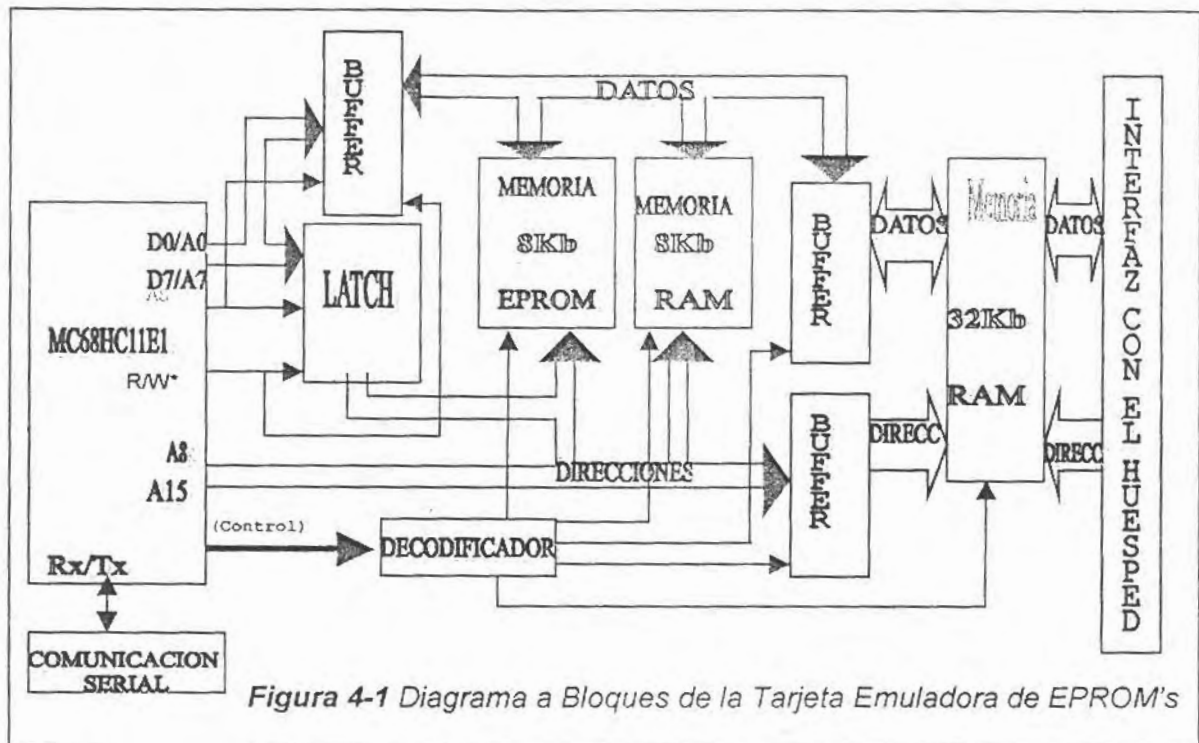 BUFFER
DATOS
MEMORIA
8Kb
EPROM
MEMORIA
8Kb
RAM
BUFFER
DATOS
Memoria
32Kb
RAM
DATOS
INTERFAZ CON EL HUESPED
D0/A0
D7//A7
AS
LATCH
MC68HC11E1
R/W*
A8
A15
DIRECCIONES
BUFFER
DIRECC
DIRECC
(Control)
DECODIFICADOR
Rx/Tx
COMUNICACION
SERIAL
Figura 4-1 Diagrama a Bloques de la Tarjeta Emuladora de EPROM's